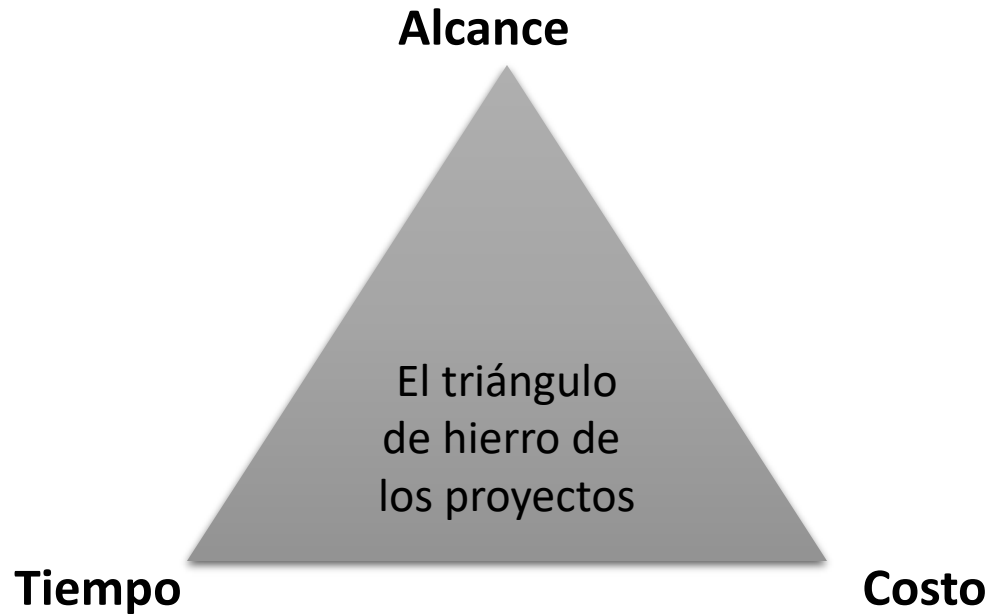 Alcance
El triángulo
de hierro de
los proyectos
Tiempo
Costo